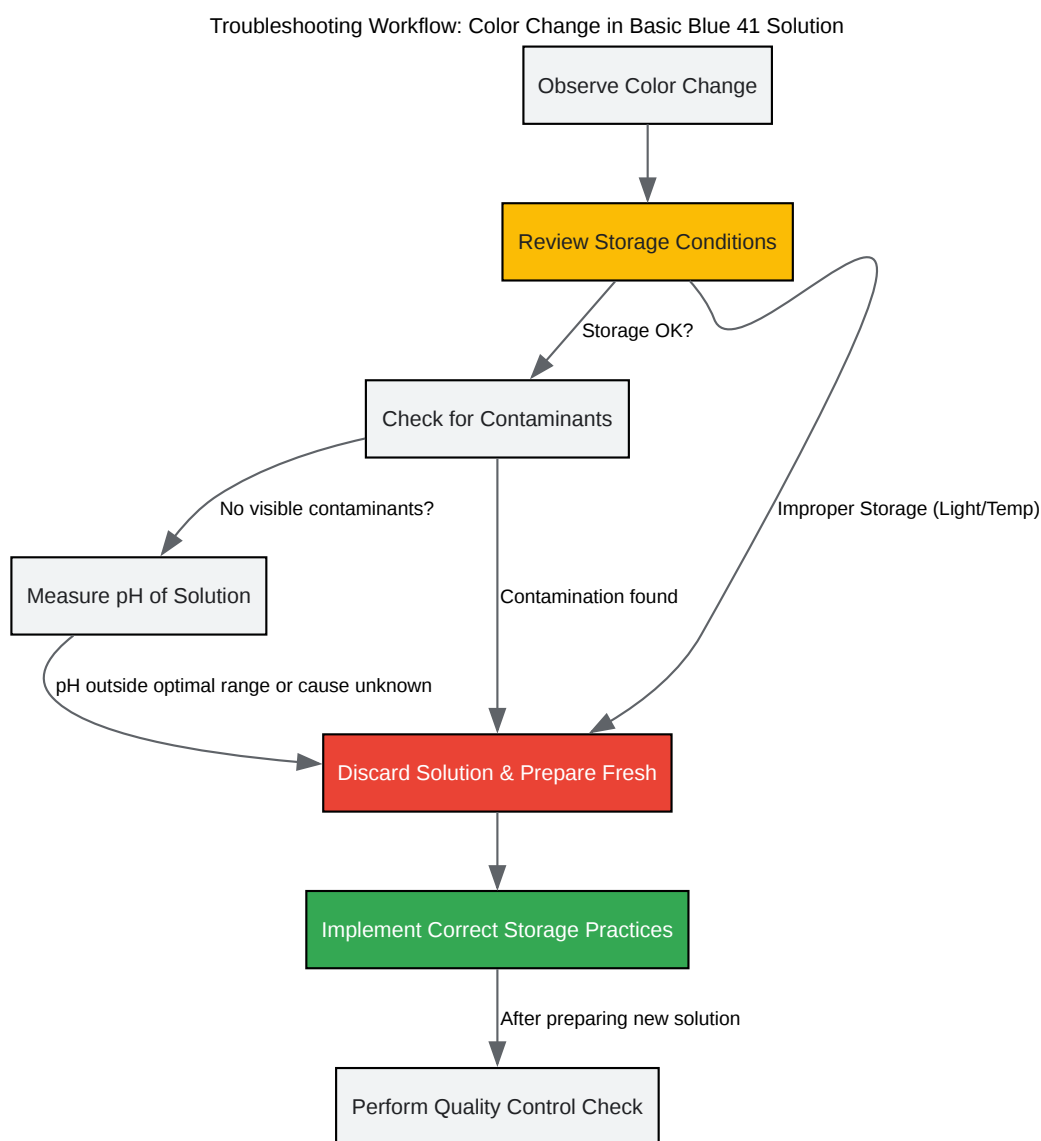 Troubleshooting Workflow: Color Change in Basic Blue 41 Solution
Observe Color Change
Review Storage Conditions
Storage OK?
Check for Contaminants
No visible contaminants?
Improper Storage (Light/Temp)
Measure pH of Solution
Contamination found
pH outside optimal range or cause unknown
Discard Solution & Prepare Fresh
Implement Correct Storage Practices
After preparing new solution
Perform Quality Control Check